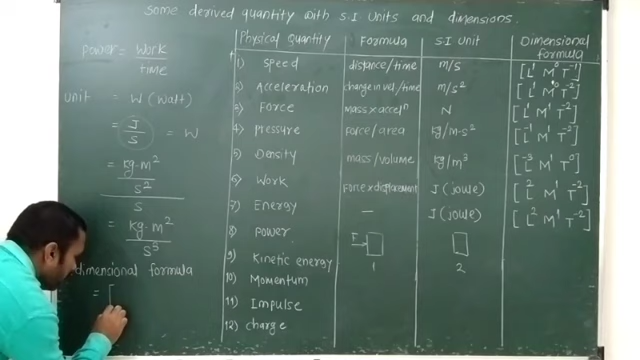 Some derived quantity with S.I Units and dimensions.
power = Work / time
unit = W (Watt)
= J / S = W
= kg·m² / s² / s
= kg·m² / s³
dimensional formula
= [
Physical Quantity Formula S.I Unit Dimensional formula
1) Speed distance/time m/s [L¹ M⁰ T⁻¹]
2) Acceleration change in vel/time m/s² [L¹ M⁰ T⁻²]
3) Force mass×accelⁿ N [L¹ M¹ T⁻²]
4) Pressure force/area kg/m·s² [L⁻¹ M¹ T⁻²]
5) Density mass/volume kg/m³ [L⁻³ M¹ T⁰]
6) Work Force×displacement J (joule) [L² M¹ T⁻²]
7) Energy — J (joule) [L² M¹ T⁻²]
8) Power F
9) Kinetic energy 1 2
10) Momentum
11) Impulse
12) charge